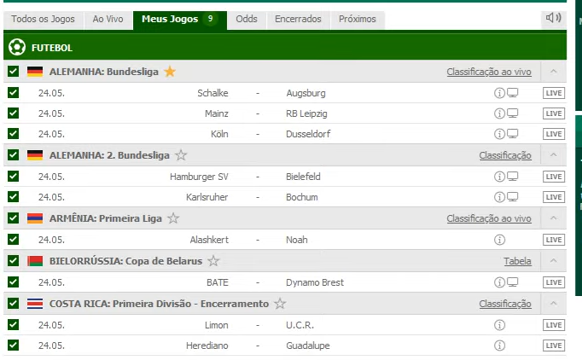 Todos os Jogos Ao Vivo Meus Jogos 9 Odds Encerrados Próximos
FUTEBOL
ALEMANHA: Bundesliga Classificação ao vivo
24.05. Schalke - Augsburg LIVE
24.05. Mainz - RB Leipzig LIVE
24.05. Köln - Dusseldorf LIVE
ALEMANHA: 2. Bundesliga Classificação
24.05. Hamburger SV - Bielefeld LIVE
24.05. Karlsruher - Bochum LIVE
ARMÊNIA: Primeira Liga Classificação ao vivo
24.05. Alashkert - Noah LIVE
BIELORRÚSSIA: Copa de Belarus Tabela
24.05. BATE - Dynamo Brest LIVE
COSTA RICA: Primeira Divisão - Encerramento Classificação
24.05. Limon - U.C.R. LIVE
24.05. Herediano - Guadalupe LIVE